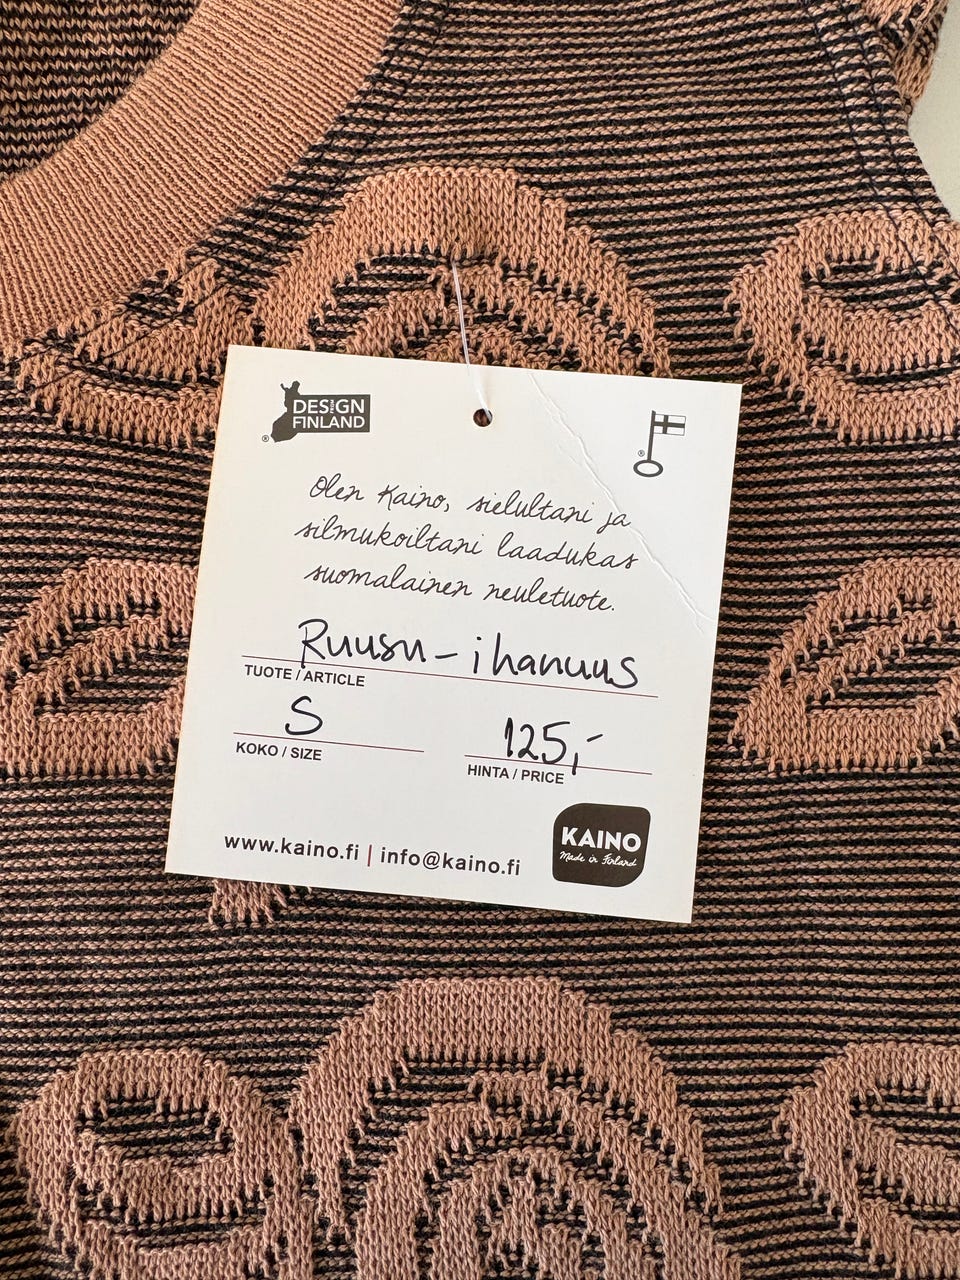 DESIGN FROM
FINLAND
®
®
Olen Kaino, sielultani ja
silmukoiltani laadukas
suomalainen neuletuote.
Ruusu-ihanuus
TUOTE / ARTICLE
S
KOKO / SIZE
125,-
HINTA / PRICE
www.kaino.fi | info@kaino.fi
KAINO
Made in Finland